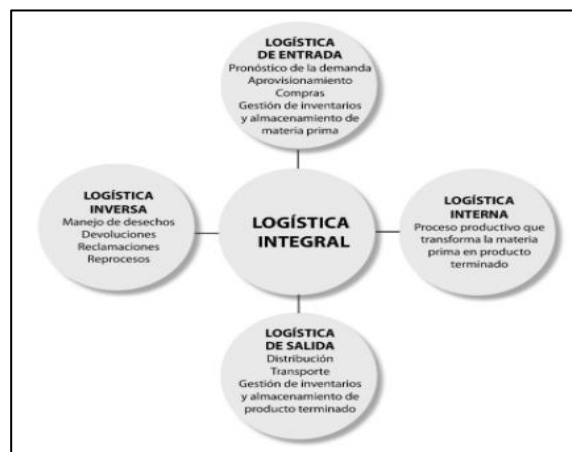 LOGÍSTICA
DE ENTRADA
Pronóstico de la demanda
Aprovisionamiento
Compras
Gestión de inventarios
y almacenamiento de
materia prima
LOGÍSTICA
INVERSA
Manejo de desechos
Devoluciones
Reclamaciones
Reprocesos
LOGÍSTICA
INTEGRAL
LOGÍSTICA
INTERNA
Proceso productivo que
transforma la materia
prima en producto
terminado
LOGÍSTICA
DE SALIDA
Distribución
Transporte
Gestión de inventarios
y almacenamiento de
producto terminado